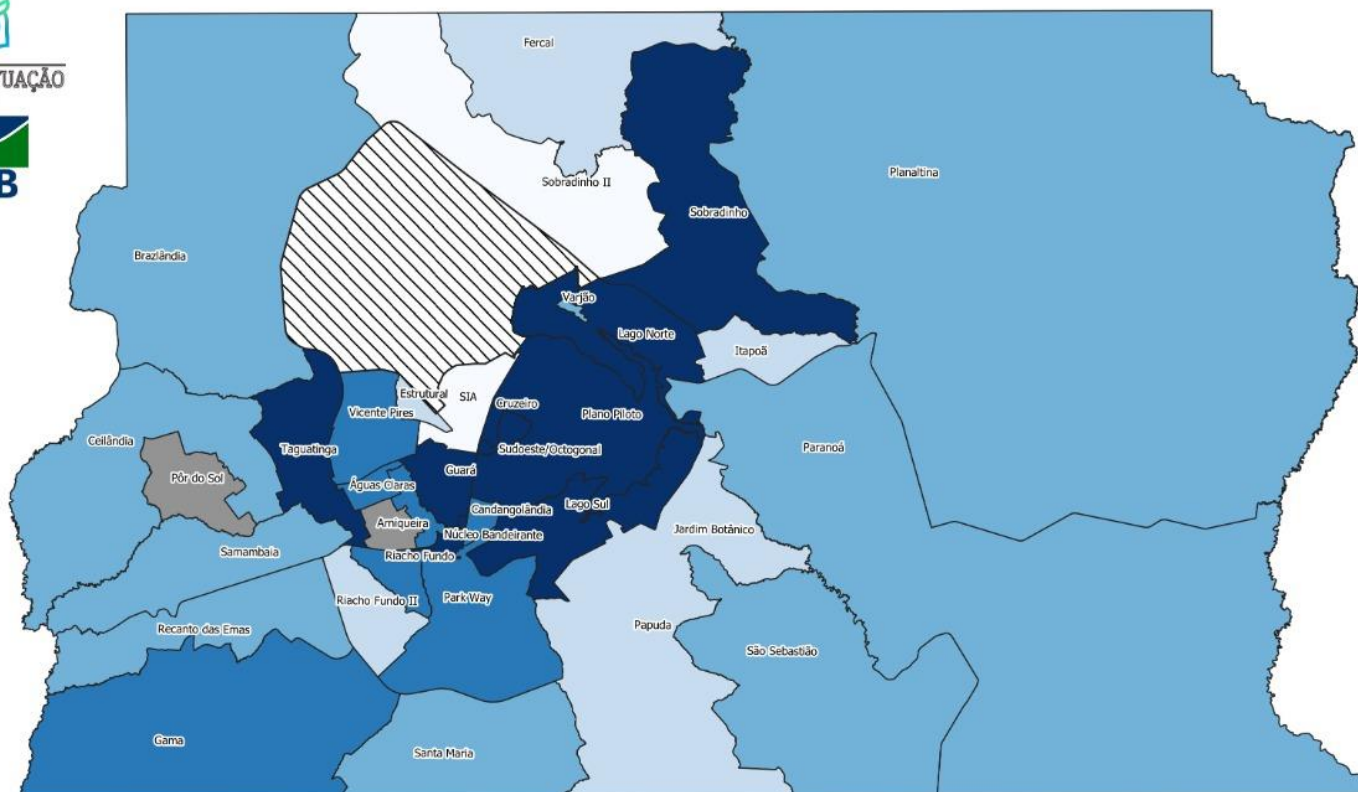 UAÇÃO
B
Fercal
Sobradinho II
Planaltina
Sobradinho
Brazlândia
Varjão
Lago Norte
Itapoã
Estrutural
SIA
Cruzeiro
Vicente Pires
Plano Piloto
Ceilândia
Taguatinga
Sudoeste/Octogonal
Paranoá
Guará
Pôr do Sol
Águas Claras
Lago Sul
Candangolândia
Arniqueira
Jardim Botânico
Núcleo Bandeirante
Samambaia
Riacho Fundo
Riacho Fundo II
Park Way
Papuda
Recanto das Emas
São Sebastião
Gama
Santa Maria